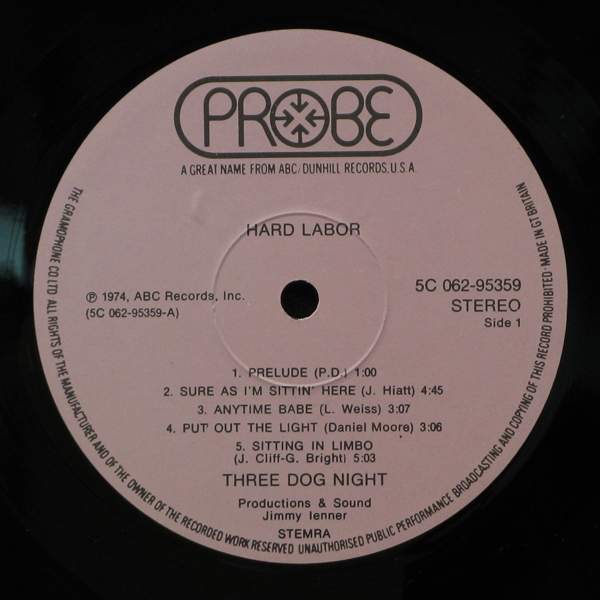 PROBE
A GREAT NAME FROM ABC/DUNHILL RECORDS, U.S.A.
HARD LABOR
℗ 1974, ABC Records, Inc.
(5C 062-95359-A)
5C 062-95359
STEREO
Side 1
1. PRELUDE (P.D.) 1:00
2. SURE AS I'M SITTIN' HERE (J. Hiatt) 4:45
3. ANYTIME BABE (L. Weiss) 3:07
4. PUT OUT THE LIGHT (Daniel Moore) 3:06
5. SITTING IN LIMBO
(J. Cliff-G. Bright) 5:03
THREE DOG NIGHT
Productions & Sound
Jimmy Ienner
STEMRA
THE GRAMOPHONE CO LTD ALL RIGHTS OF THE MANUFACTURER AND OF THE OWNER OF THE RECORDED WORK RESERVED UNAUTHORISED PUBLIC PERFORMANCE BROADCASTING AND COPYING OF THIS RECORD PROHIBITED · MADE IN GT BRITAIN